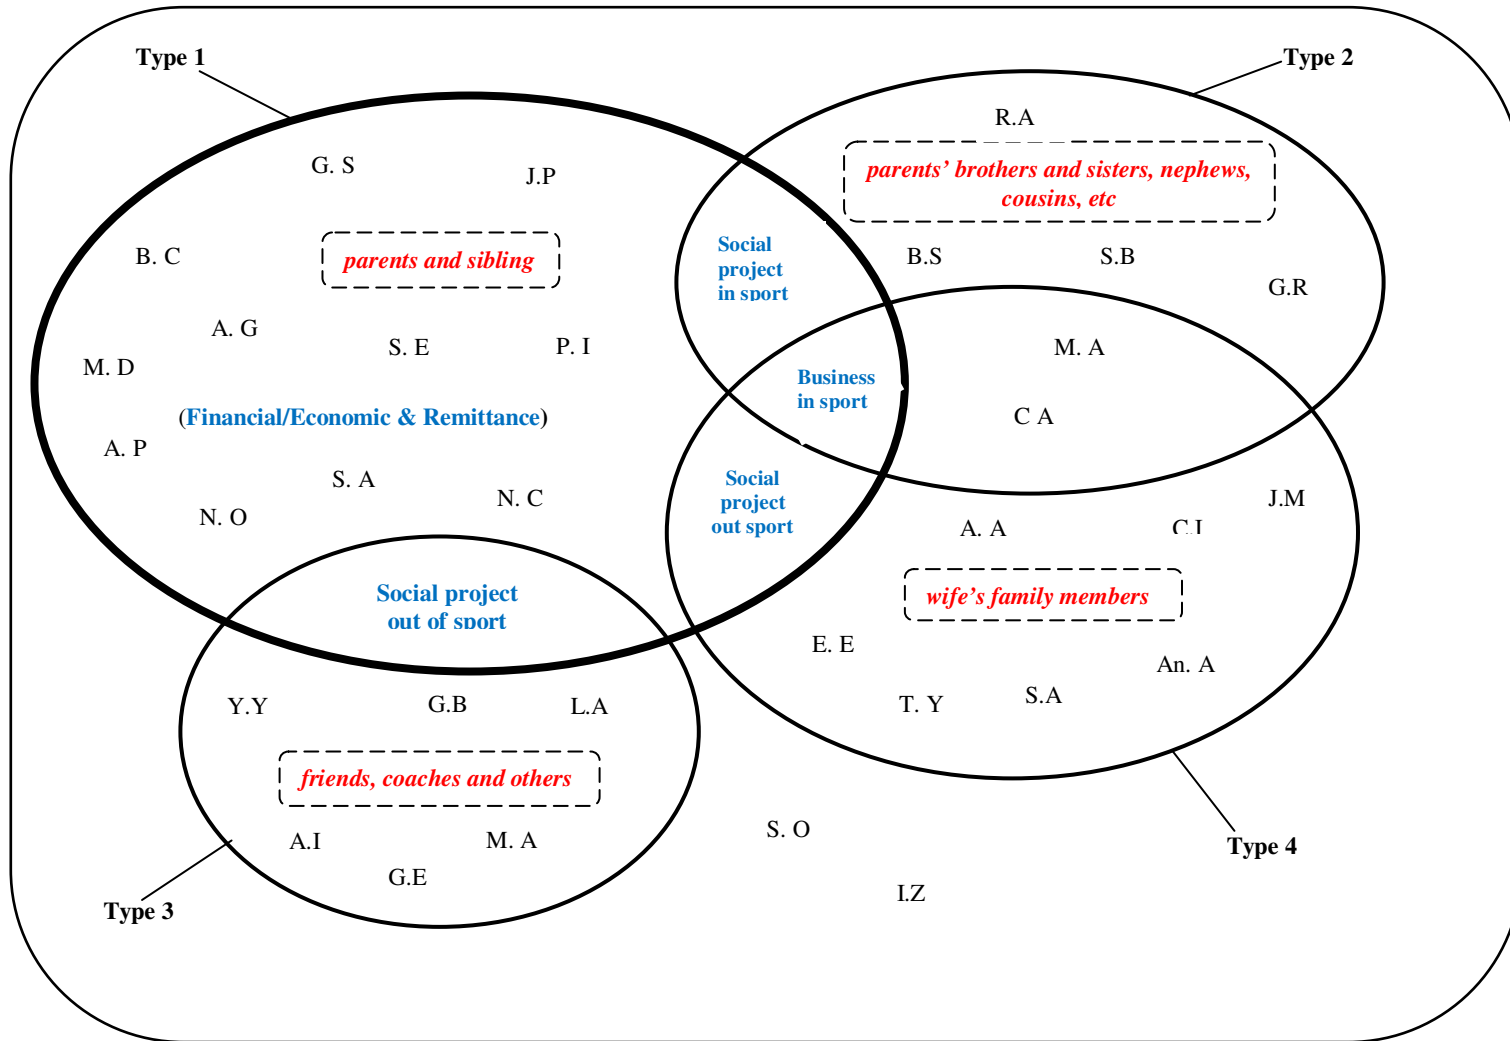 Type 1
Type 2
R.A
parents' brothers and sisters, nephews,
cousins, etc
G. S
J.P
B. C
parents and sibling
Social
project
in sport
B.S
S.B
G.R
A. G
S. E
P. I
M. D
M. A
Business
in sport
(Financial/Economic & Remittance)
C A
A. P
S. A
N. C
N. O
Social
project
out sport
J.M
A. A
C.I
wife's family members
Social project
out of sport
E. E
An. A
T. Y
S.A
Y.Y
G.B
L.A
friends, coaches and others
A.I
M. A
G.E
S. O
Type 4
I.Z
Type 3